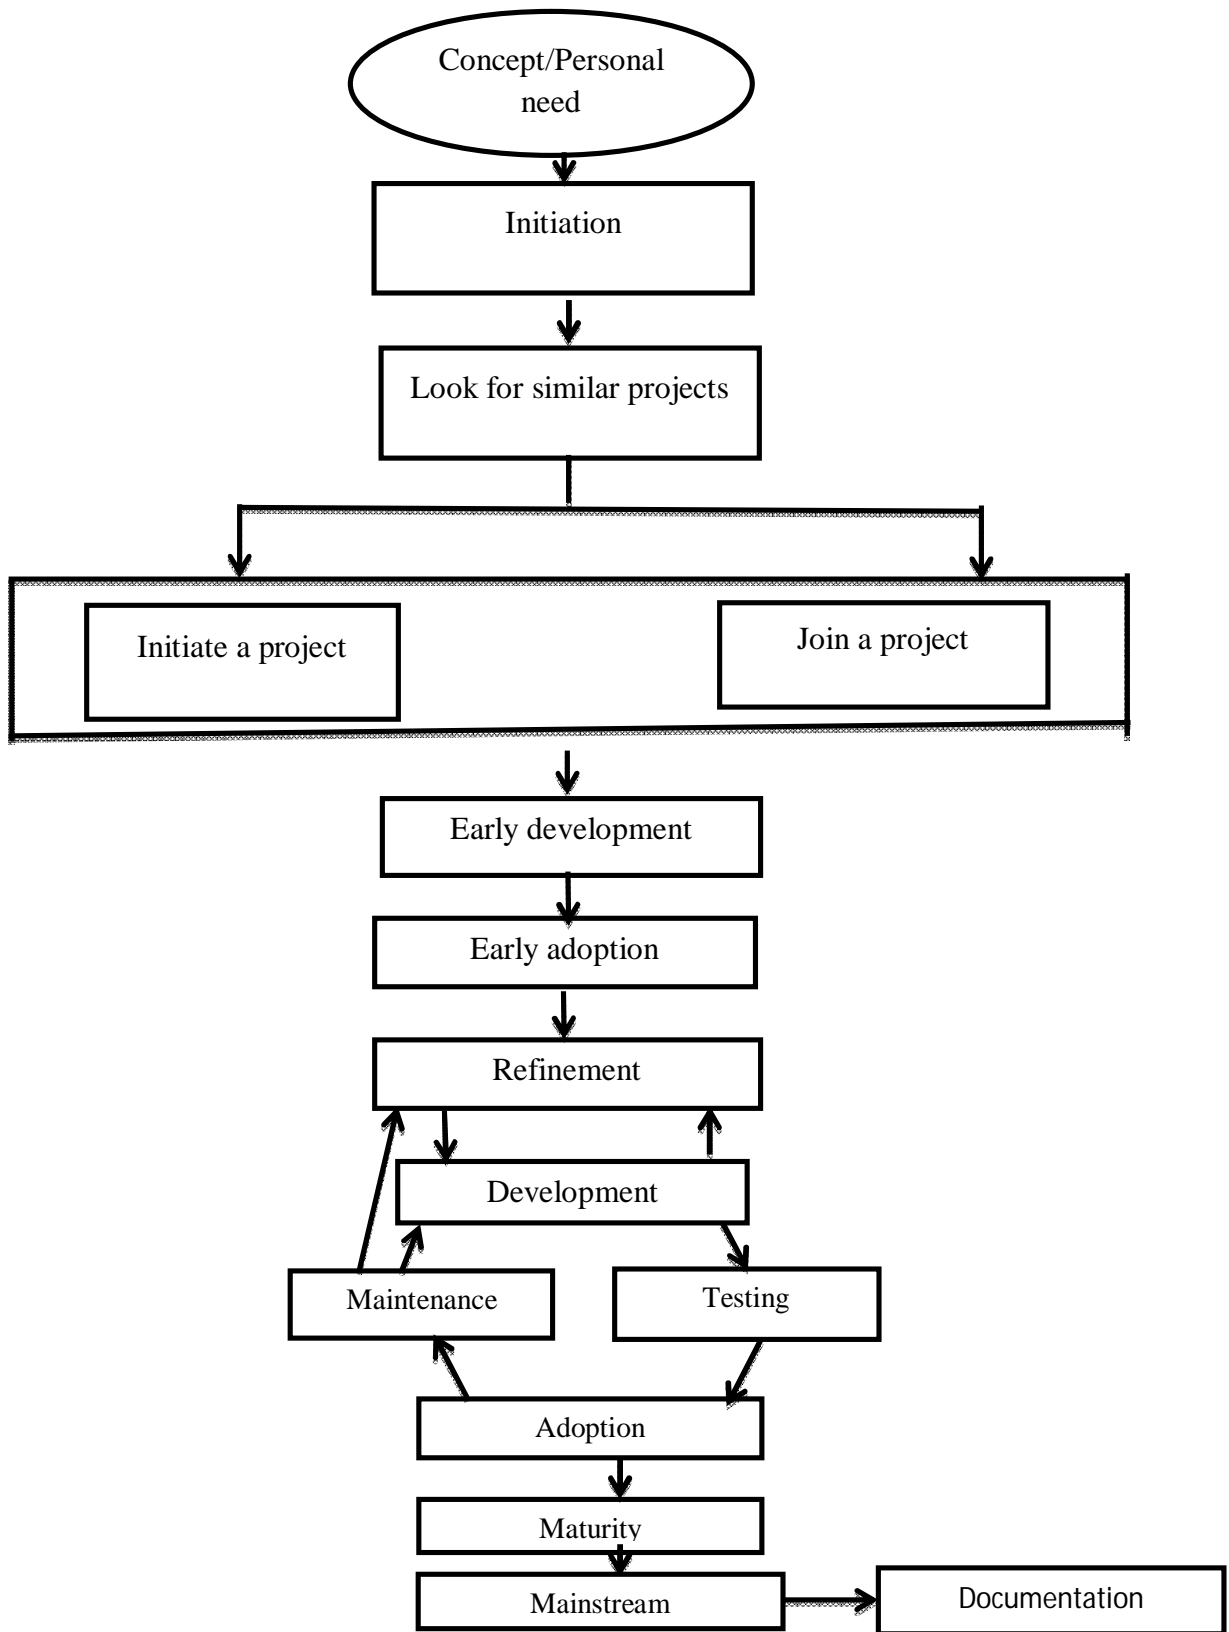 Concept/Personal
need
Initiation
Look for similar projects
Initiate a project
Join a project
Early development
Early adoption
Refinement
Development
Maintenance
Testing
Adoption
Maturity
Mainstream
Documentation